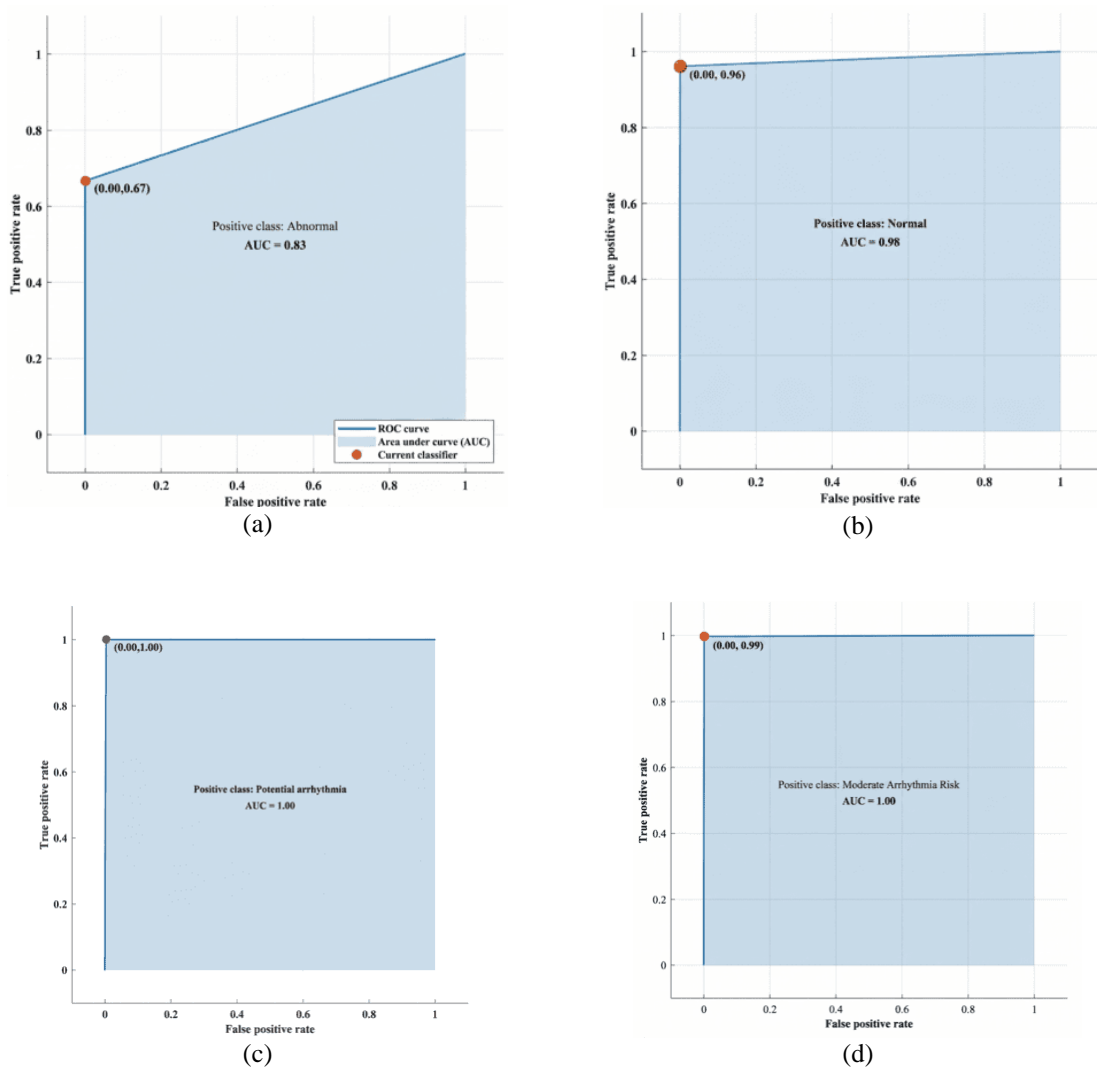 True positive rate
1
0.8
0.6
0.4
0.2
0
(0.00,0.67)
Positive class: Abnormal
AUC = 0.83
ROC curve
Area under curve (AUC)
Current classifier
0 0.2 0.4 0.6 0.8 1
False positive rate
(a)
True positive rate
1
0.8
0.6
0.4
0.2
0
(0.00, 0.96)
Positive class: Normal
AUC = 0.98
0 0.2 0.4 0.6 0.8 1
False positive rate
(b)
True positive rate
1
0.8
0.6
0.4
0.2
0
(0.00,1.00)
Positive class: Potential arrhythmia
AUC = 1.00
0 0.2 0.4 0.6 0.8 1
False positive rate
(c)
True positive rate
1
0.8
0.6
0.4
0.2
0
(0.00, 0.99)
Positive class: Moderate Arrhythmia Risk
AUC = 1.00
0 0.2 0.4 0.6 0.8 1
False positive rate
(d)